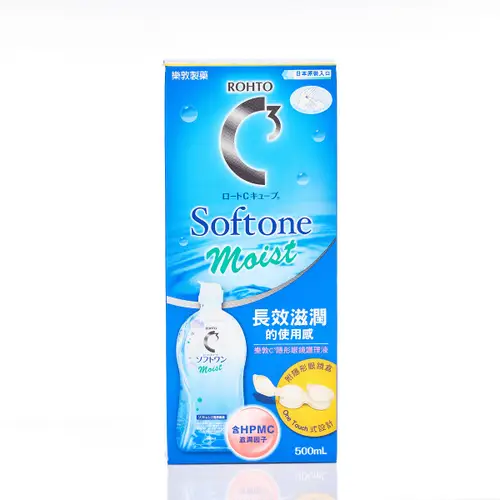 樂敦製藥
日本原裝入口
ROHTO
C3
ロートCキューブ®
Softone
moist
長效滋潤
的使用感
樂敦C³隱形眼鏡護理液
ROHTO
C3
ソフトワン
moist
附隱形眼鏡盒
One Touch式設計
含HPMC
滋潤因子
500mL